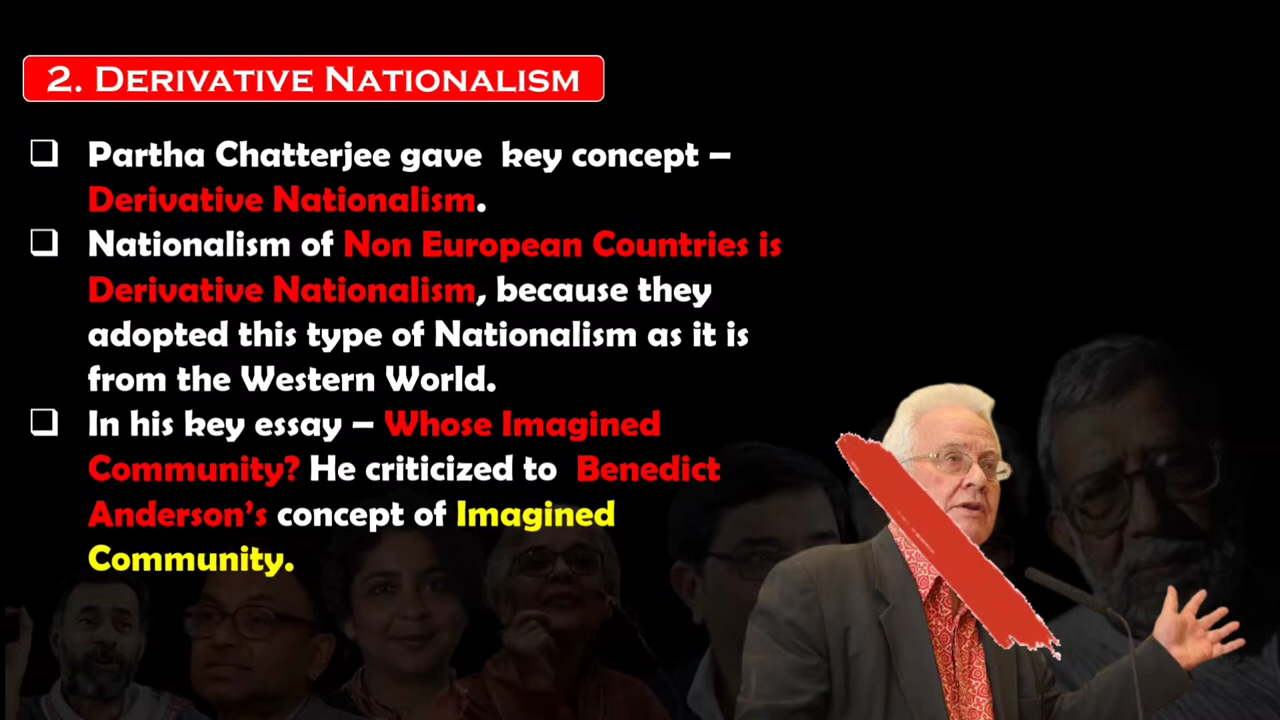 2. DERIVATIVE NATIONALISM
❑ Partha Chatterjee gave key concept –
Derivative Nationalism.
❑ Nationalism of Non European Countries is
Derivative Nationalism, because they
adopted this type of Nationalism as it is
from the Western World.
❑ In his key essay – Whose Imagined
Community? He criticized to Benedict
Anderson’s concept of Imagined
Community.